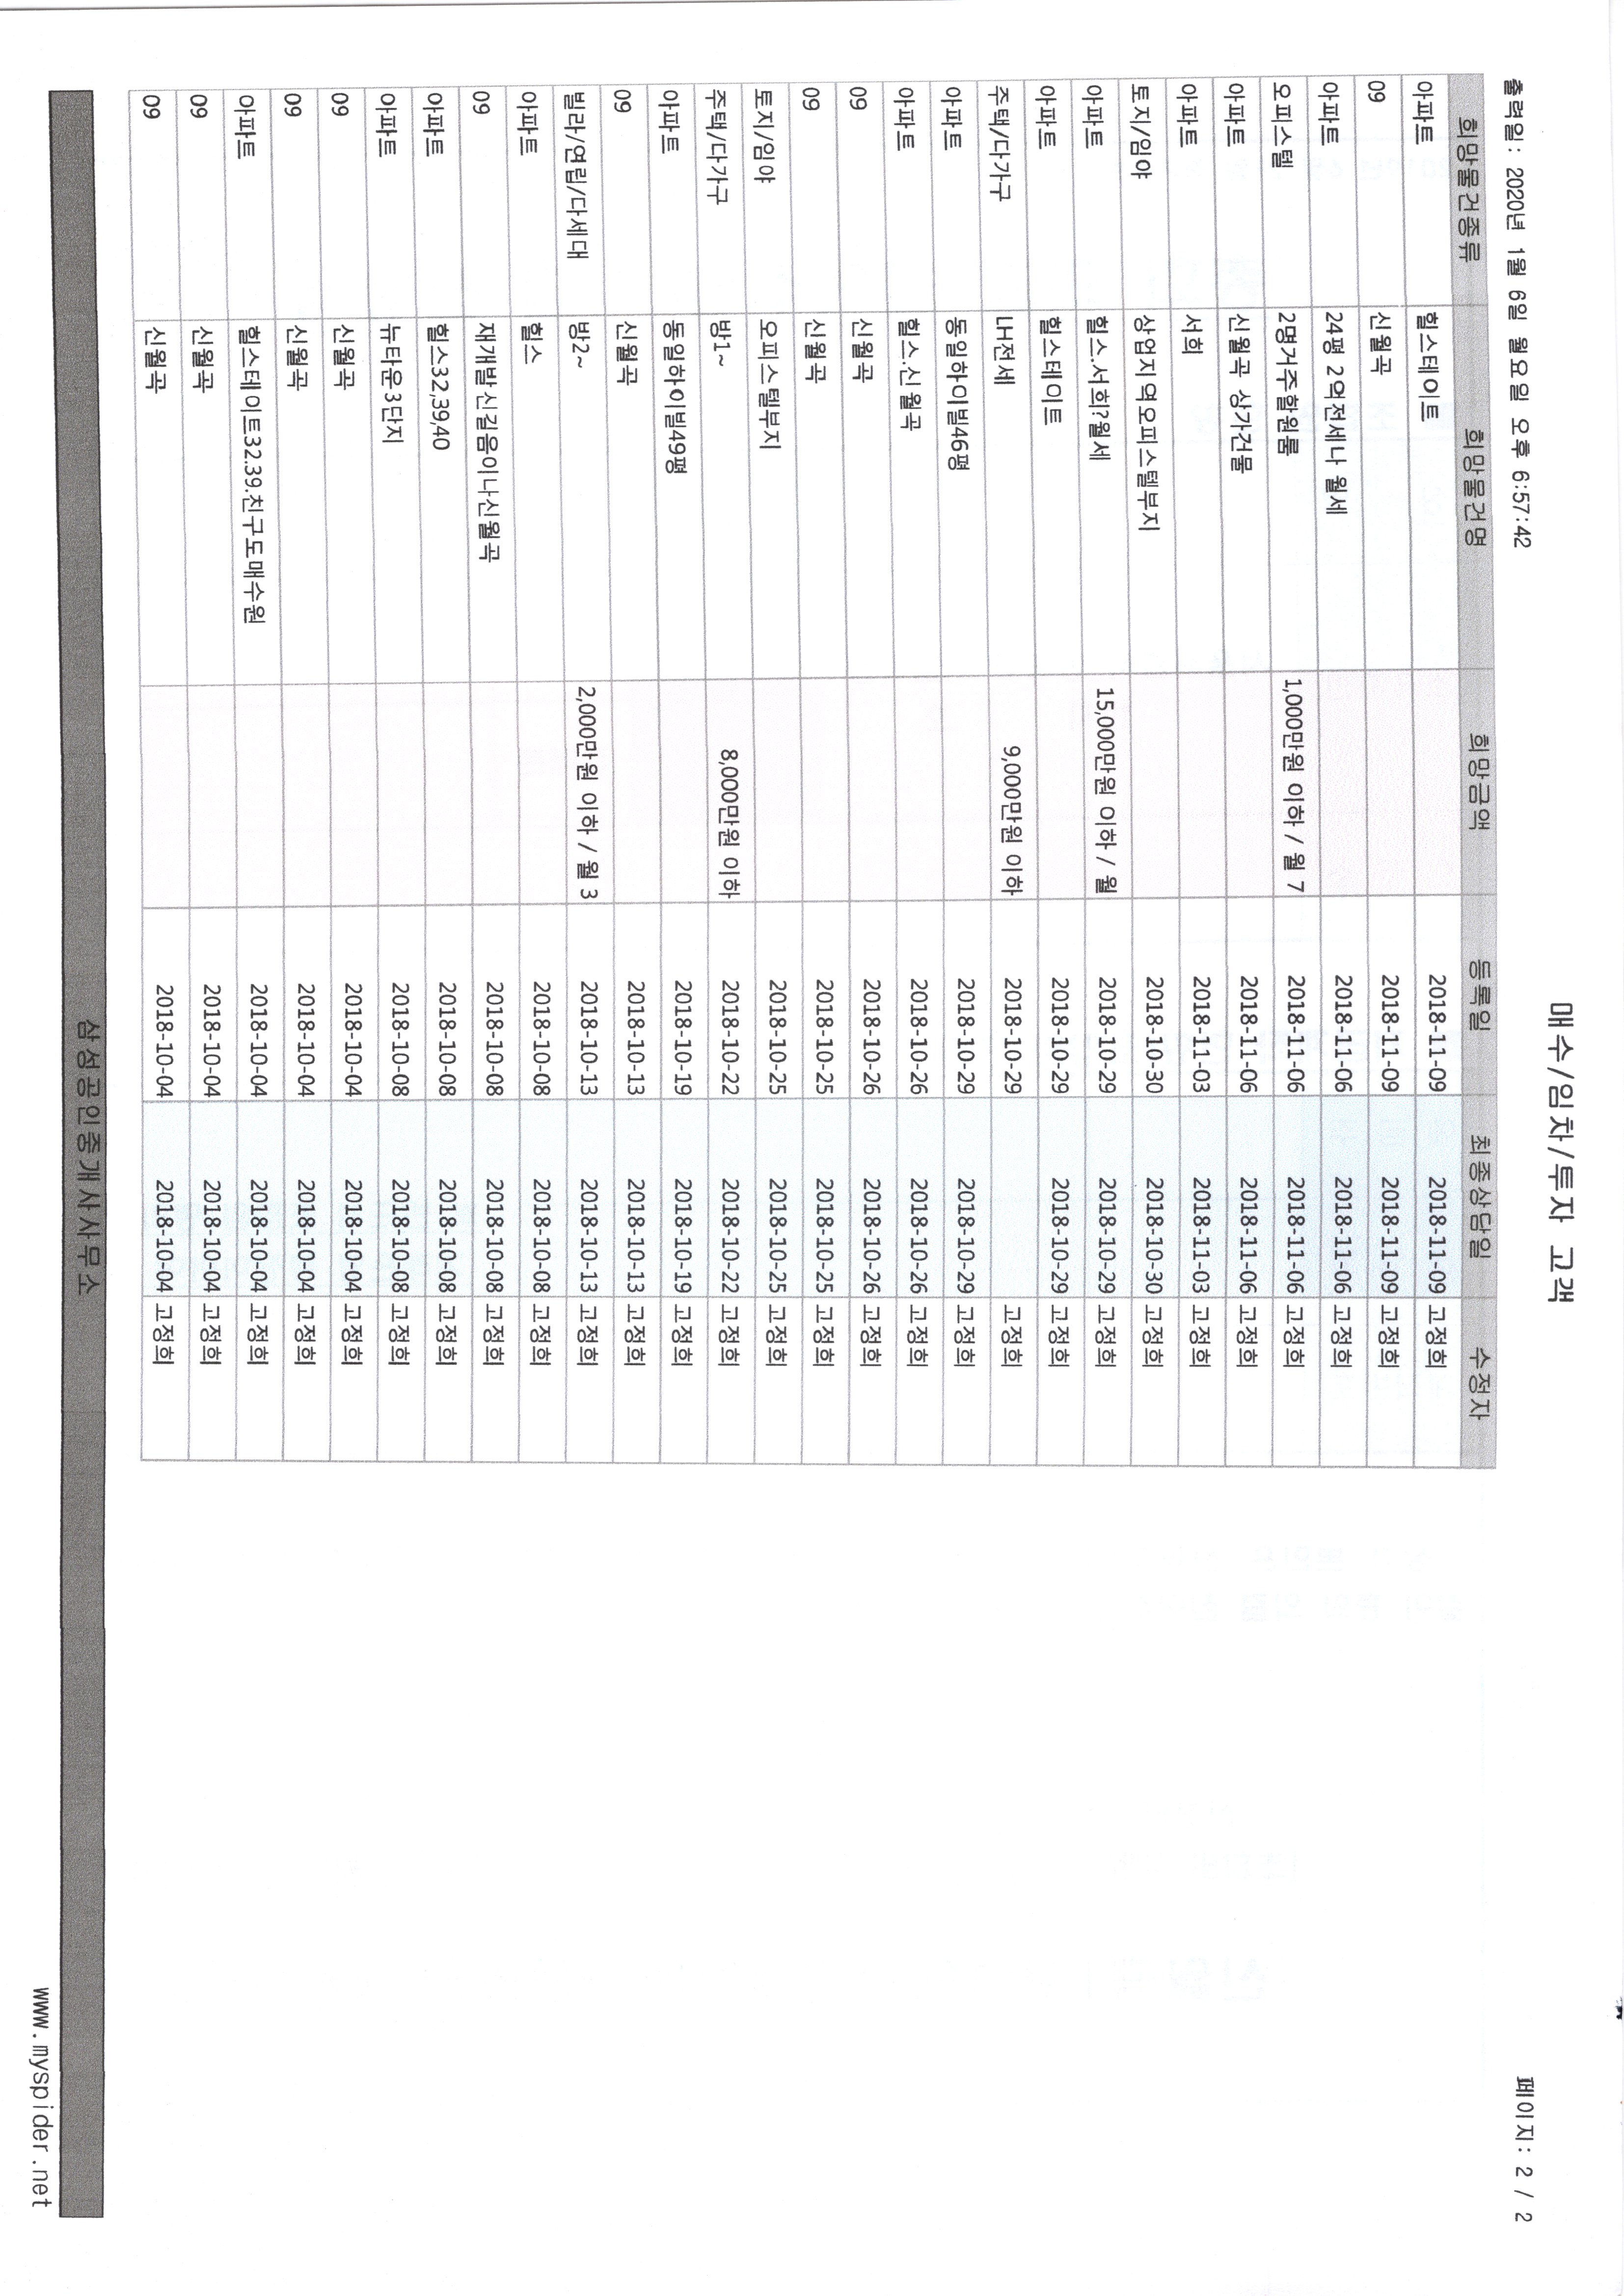 매수/임차/투자 고객
출력일: 2020년 1월 6일 월요일 오후 6:57:42
페이지: 2 / 2
희망물건종류 희망물건명 희망금액 등록일 최종상담일 수정자
아파트 힐스테이트 2018-11-09 2018-11-09 고정희
09 신월곡 2018-11-09 2018-11-09 고정희
아파트 24평 2억전세나 월세 2018-11-06 2018-11-06 고정희
오피스텔 2명거주할원룸 1,000만원 이하 / 월 7 2018-11-06 2018-11-06 고정희
아파트 신월곡 상가건물 2018-11-06 2018-11-06 고정희
아파트 서희 2018-11-03 2018-11-03 고정희
토지/임야 상업지역오피스텔부지 2018-10-30 2018-10-30 고정희
아파트 힐스.서희?월세 15,000만원 이하 / 월 2018-10-29 2018-10-29 고정희
아파트 힐스테이트 2018-10-29 2018-10-29 고정희
주택/다가구 LH전세 9,000만원 이하 2018-10-29 고정희
아파트 동일하이빌46평 2018-10-29 2018-10-29 고정희
아파트 힐스.신월곡 2018-10-26 2018-10-26 고정희
09 신월곡 2018-10-26 2018-10-26 고정희
09 신월곡 2018-10-25 2018-10-25 고정희
토지/임야 오피스텔부지 2018-10-25 2018-10-25 고정희
주택/다가구 방1~ 8,000만원 이하 2018-10-22 2018-10-22 고정희
아파트 동일하이빌49평 2018-10-19 2018-10-19 고정희
09 신월곡 2018-10-13 2018-10-13 고정희
빌라/연립/다세대 방2~ 2,000만원 이하 / 월 3 2018-10-13 2018-10-13 고정희
아파트 힐스 2018-10-08 2018-10-08 고정희
09 재개발신길음이나신월곡 2018-10-08 2018-10-08 고정희
아파트 힐스32,39,40 2018-10-08 2018-10-08 고정희
아파트 뉴타운3단지 2018-10-08 2018-10-08 고정희
09 신월곡 2018-10-04 2018-10-04 고정희
09 신월곡 2018-10-04 2018-10-04 고정희
아파트 힐스테이트32.39.친구도매수원 2018-10-04 2018-10-04 고정희
09 신월곡 2018-10-04 2018-10-04 고정희
09 신월곡 2018-10-04 2018-10-04 고정희
삼성공인중개사사무소
www.myspider.net